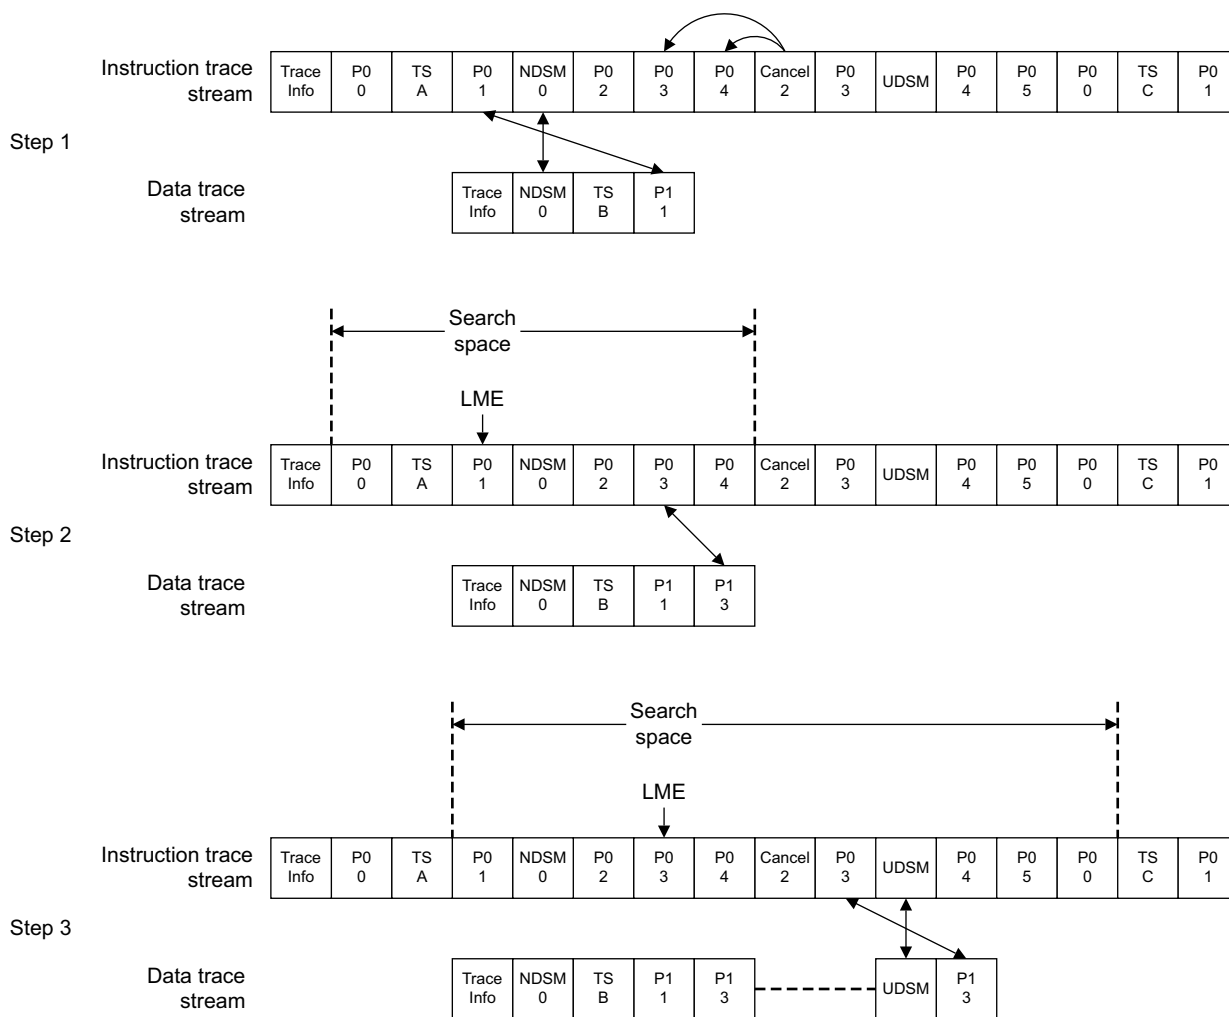 Instruction trace
stream
Trace
Info
P0
0
TS
A
P0
1
NDSM
0
P0
2
P0
3
P0
4
Cancel
2
P0
3
UDSM
P0
4
P0
5
P0
0
TS
C
P0
1
Step 1
Data trace
stream
Trace
Info
NDSM
0
TS
B
P1
1
Search
space
LME
Instruction trace
stream
Trace
Info
P0
0
TS
A
P0
1
NDSM
0
P0
2
P0
3
P0
4
Cancel
2
P0
3
UDSM
P0
4
P0
5
P0
0
TS
C
P0
1
Step 2
Data trace
stream
Trace
Info
NDSM
0
TS
B
P1
1
P1
3
Search
space
LME
Instruction trace
stream
Trace
Info
P0
0
TS
A
P0
1
NDSM
0
P0
2
P0
3
P0
4
Cancel
2
P0
3
UDSM
P0
4
P0
5
P0
0
TS
C
P0
1
Step 3
Data trace
stream
Trace
Info
NDSM
0
TS
B
P1
1
P1
3
UDSM
P1
3